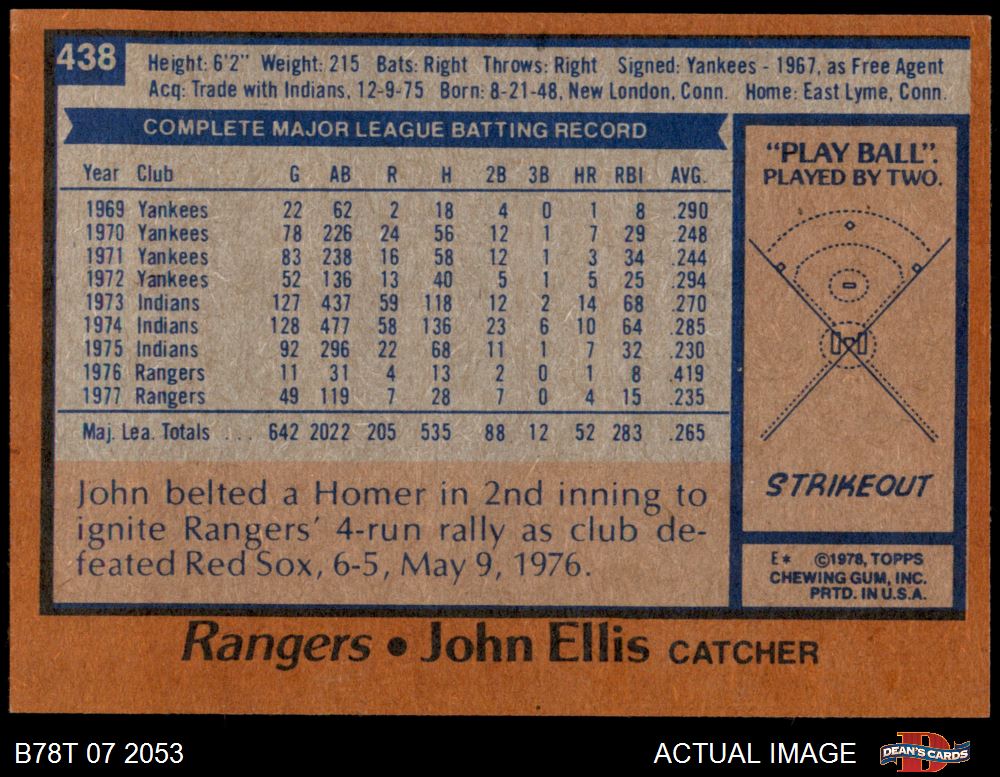 438
Height: 6'2" Weight: 215 Bats: Right Throws: Right Signed: Yankees - 1967, as Free Agent
Acq: Trade with Indians, 12-9-75 Born: 8-21-48, New London, Conn. Home: East Lyme, Conn.
COMPLETE MAJOR LEAGUE BATTING RECORD
Year Club G AB R H 2B 3B HR RBI AVG.
1969 Yankees 22 62 2 18 4 0 1 8 .290
1970 Yankees 78 226 24 56 12 1 7 29 .248
1971 Yankees 83 238 16 58 12 1 3 34 .244
1972 Yankees 52 136 13 40 5 1 5 25 .294
1973 Indians 127 437 59 118 12 2 14 68 .270
1974 Indians 128 477 58 136 23 6 10 64 .285
1975 Indians 92 296 22 68 11 1 7 32 .230
1976 Rangers 11 31 4 13 2 0 1 8 .419
1977 Rangers 49 119 7 28 7 0 4 15 .235
Maj. Lea. Totals ... 642 2022 205 535 88 12 52 283 .265
John belted a Homer in 2nd inning to
ignite Rangers' 4-run rally as club de-
feated Red Sox, 6-5, May 9, 1976.
"PLAY BALL".
PLAYED BY TWO.
STRIKEOUT
E* ©1978, TOPPS
CHEWING GUM, INC.
PRTD. IN U.S.A.
Rangers • John Ellis CATCHER
B78T 07 2053
ACTUAL IMAGE
DEAN'S CARDS